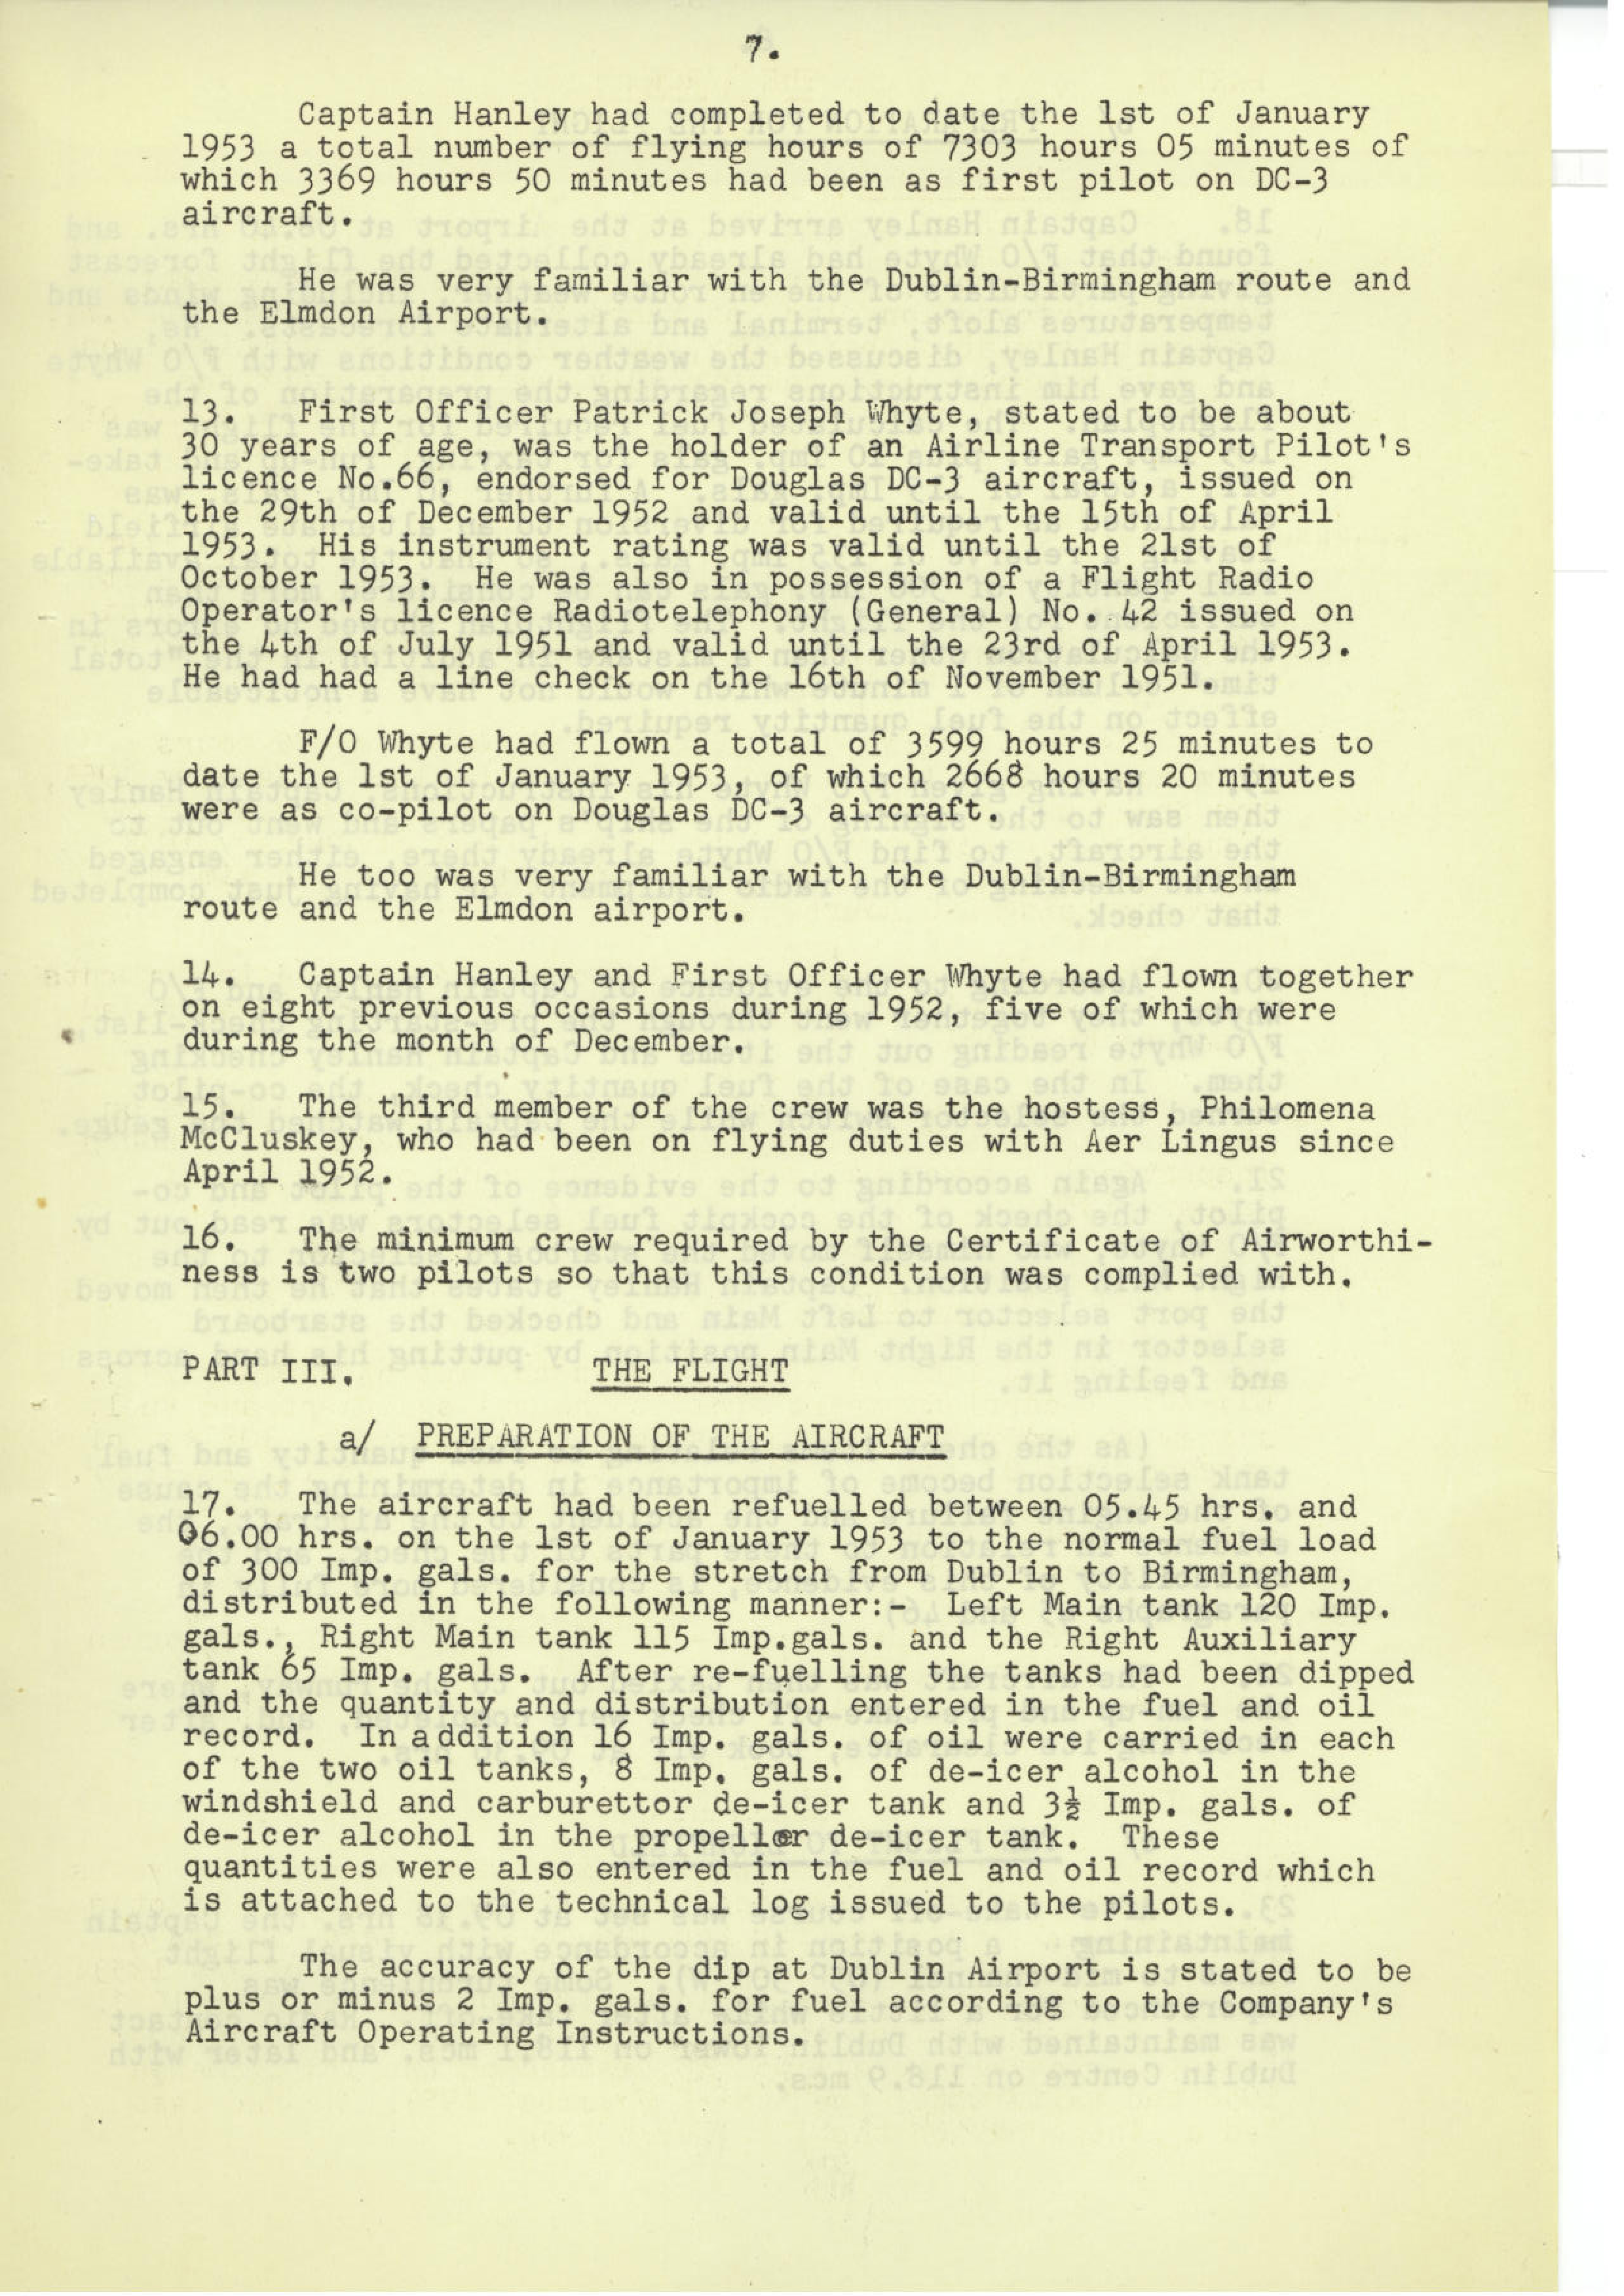 7.
Captain Hanley had completed to date the 1st of January
1953 a total number of flying hours of 7303 hours 05 minutes of
which 3369 hours 50 minutes had been as first pilot on DC-3
aircraft.
He was very familiar with the Dublin-Birmingham route and
the Elmdon Airport.
13. First Officer Patrick Joseph Whyte, stated to be about
30 years of age, was the holder of an Airline Transport Pilot's
licence No.66, endorsed for Douglas DC-3 aircraft, issued on
the 29th of December 1952 and valid until the 15th of April
1953. His instrument rating was valid until the 21st of
October 1953. He was also in possession of a Flight Radio
Operator's licence Radiotelephony (General) No. 42 issued on
the 4th of July 1951 and valid until the 23rd of April 1953.
He had had a line check on the 16th of November 1951.
F/O Whyte had flown a total of 3599 hours 25 minutes to
date the 1st of January 1953, of which 2668 hours 20 minutes
were as co-pilot on Douglas DC-3 aircraft.
He too was very familiar with the Dublin-Birmingham
route and the Elmdon airport.
14. Captain Hanley and First Officer Whyte had flown together
on eight previous occasions during 1952, five of which were
during the month of December.
15. The third member of the crew was the hostess, Philomena
McCluskey, who had been on flying duties with Aer Lingus since
April 1952.
16. The minimum crew required by the Certificate of Airworthi-
ness is two pilots so that this condition was complied with.
PART III. THE FLIGHT
a/ PREPARATION OF THE AIRCRAFT
17. The aircraft had been refuelled between 05.45 hrs. and
06.00 hrs. on the 1st of January 1953 to the normal fuel load
of 300 Imp. gals. for the stretch from Dublin to Birmingham,
distributed in the following manner:- Left Main tank 120 Imp.
gals., Right Main tank 115 Imp.gals. and the Right Auxiliary
tank 65 Imp. gals. After re-fuelling the tanks had been dipped
and the quantity and distribution entered in the fuel and oil
record. In addition 16 Imp. gals. of oil were carried in each
of the two oil tanks, 8 Imp. gals. of de-icer alcohol in the
windshield and carburettor de-icer tank and 3½ Imp. gals. of
de-icer alcohol in the propeller de-icer tank. These
quantities were also entered in the fuel and oil record which
is attached to the technical log issued to the pilots.
The accuracy of the dip at Dublin Airport is stated to be
plus or minus 2 Imp. gals. for fuel according to the Company's
Aircraft Operating Instructions.